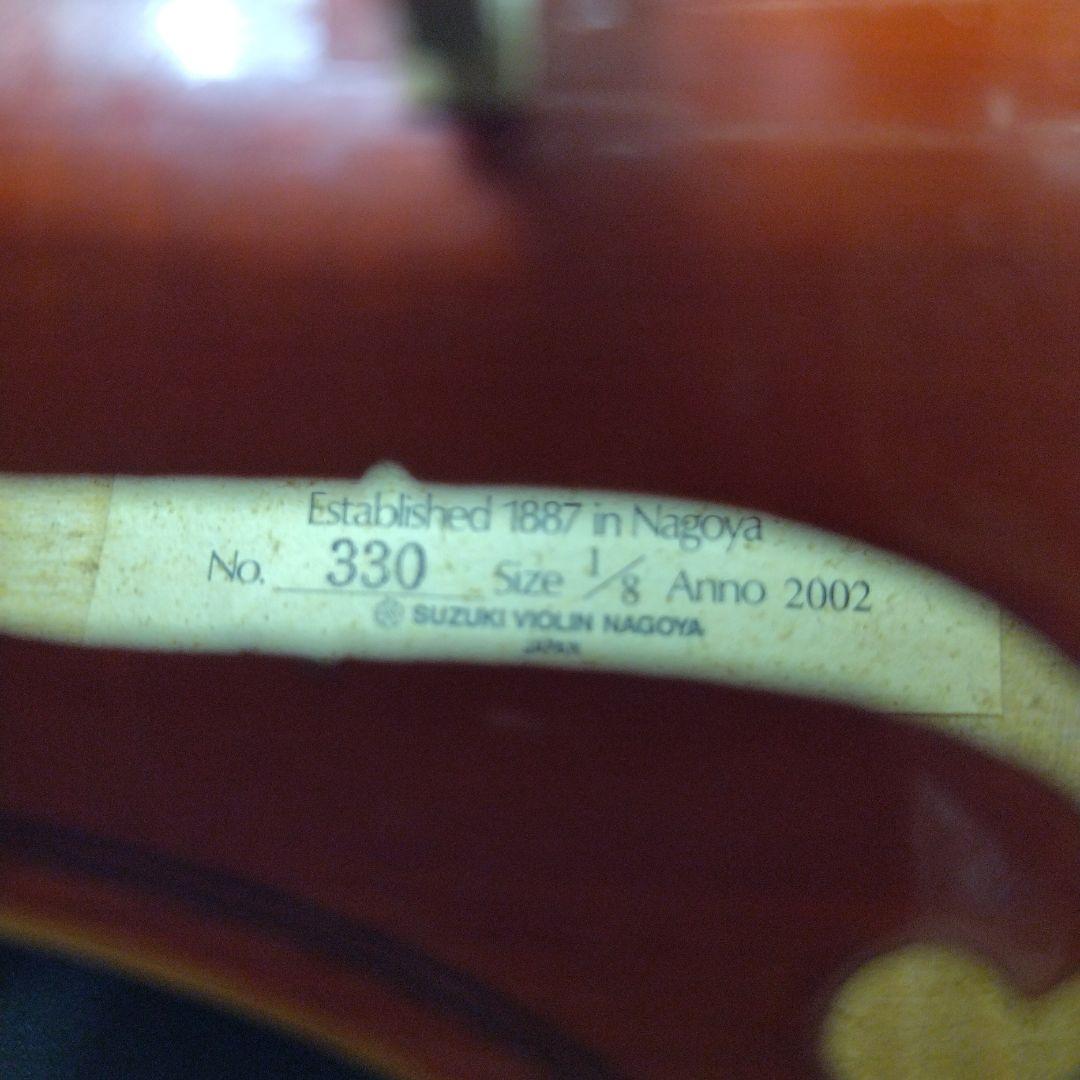 Established 1887 in Nagoya
No. 330 Size 1/8 Anno 2002
SUZUKI VIOLIN NAGOYA
JAPAN